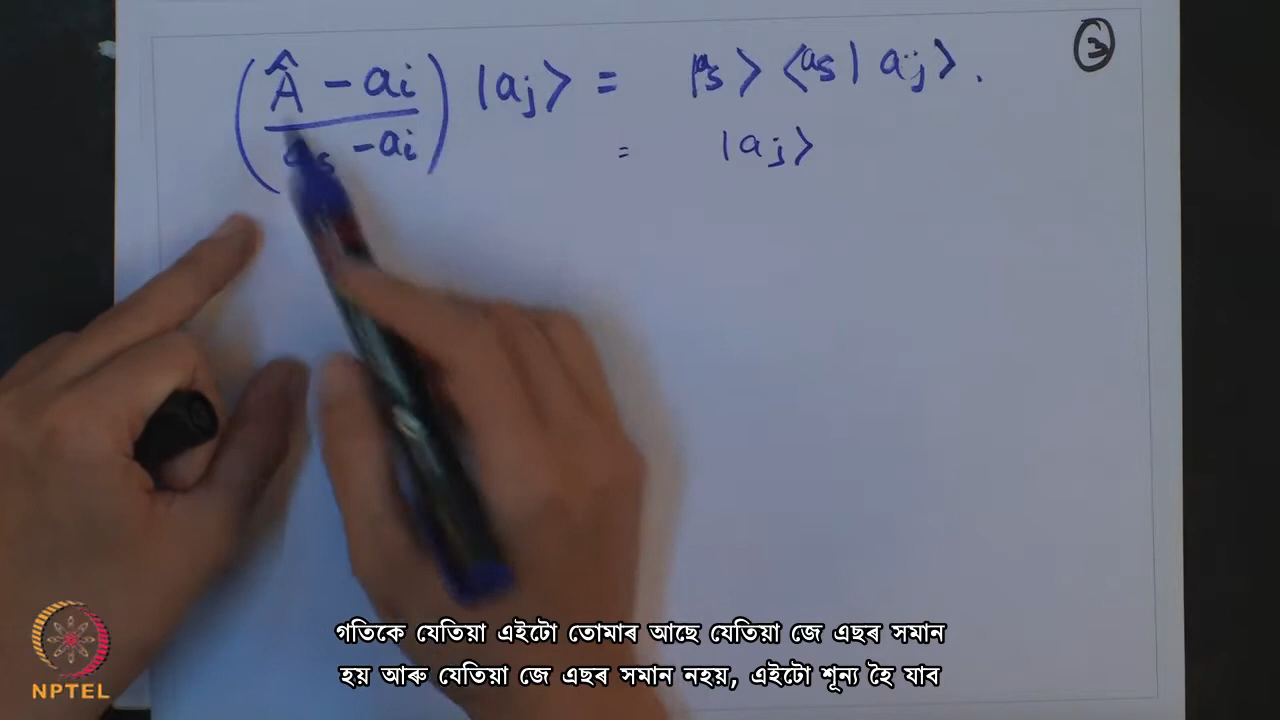 (Â - ai / as - ai) |aj> = |as> <as|aj>.
= |aj>
3
গতিকে যেতিয়া এইটো তোমাৰ আছে যেতিয়া জে এছৰ সমান
হয় আৰু যেতিয়া জে এছৰ সমান নহয়, এইটো শূন্য হৈ যাব
NPTEL